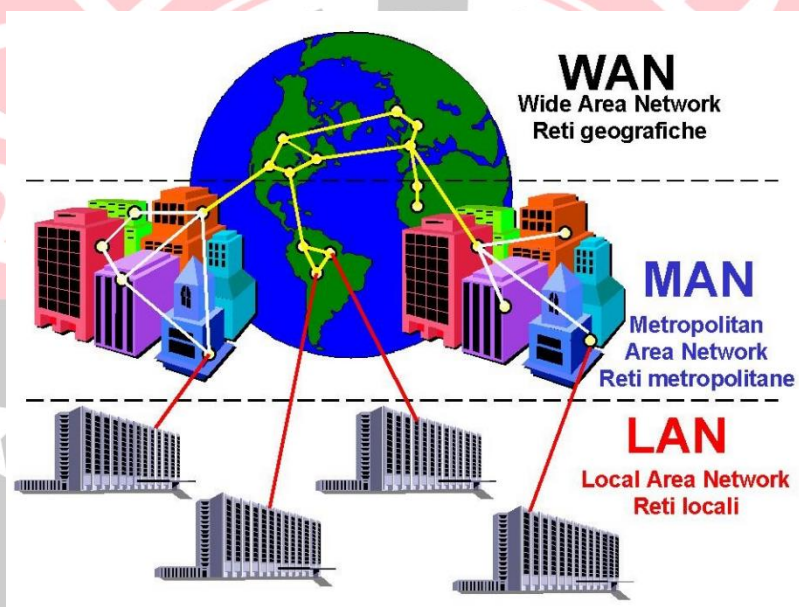 WAN
Wide Area Network
Reti geografiche
MAN
Metropolitan
Area Network
Reti metropolitane
LAN
Local Area Network
Reti locali